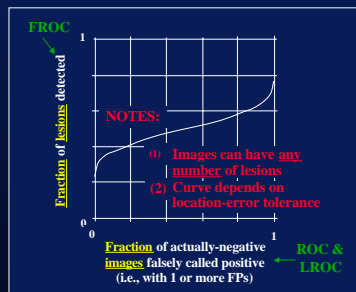 FROC
1
Fraction of lesions detected
NOTES:
(1) Images can have any
number of lesions
(2) Curve depends on
location-error tolerance
0
1
Fraction of actually-negative
images falsely called positive
(i.e., with 1 or more FPs)
ROC &
LROC